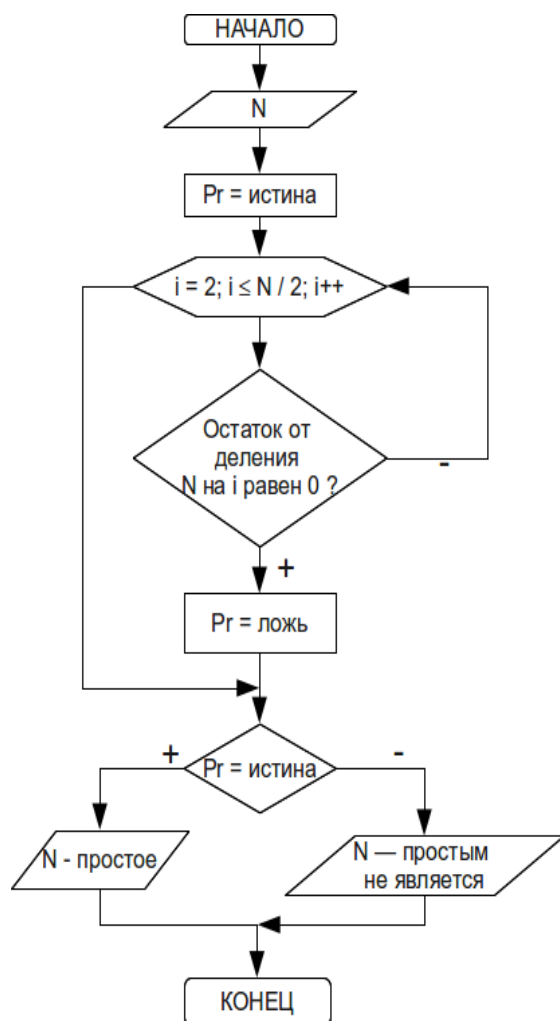 НАЧАЛО
N
Pr = истина
i = 2; i ≤ N / 2; i++
Остаток от
деления
N на i равен 0 ?
-
+
Pr = ложь
+
Pr = истина
-
N - простое
N — простым
не является
КОНЕЦ